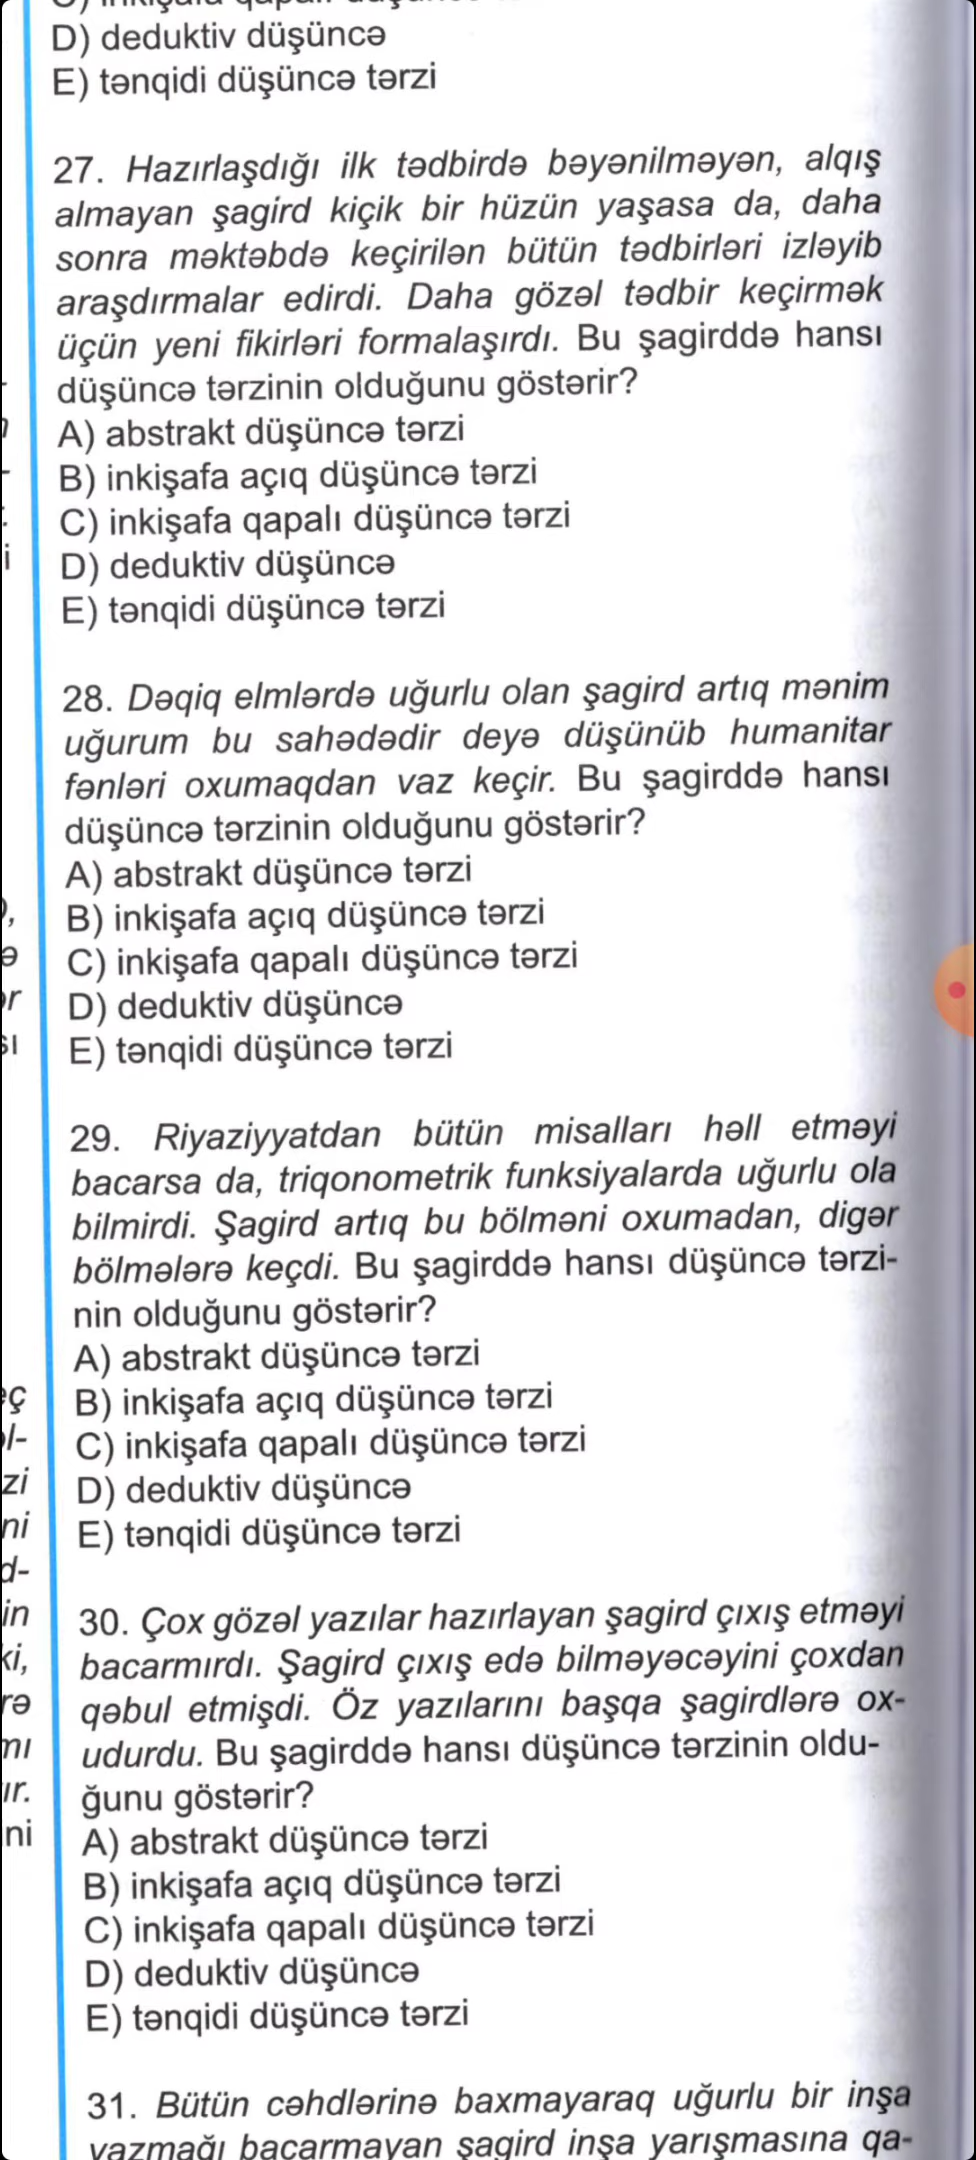 D) deduktiv düşüncə
E) tənqidi düşüncə tərzi
27. Hazırlaşdığı ilk tədbirdə bəyənilməyən, alqış
almayan şagird kiçik bir hüzün yaşasa da, daha
sonra məktəbdə keçirilən bütün tədbirləri izləyib
araşdırmalar edirdi. Daha gözəl tədbir keçirmək
üçün yeni fikirləri formalaşırdı. Bu şagirddə hansı
düşüncə tərzinin olduğunu göstərir?
A) abstrakt düşüncə tərzi
B) inkişafa açıq düşüncə tərzi
C) inkişafa qapalı düşüncə tərzi
D) deduktiv düşüncə
E) tənqidi düşüncə tərzi
28. Dəqiq elmlərdə uğurlu olan şagird artıq mənim
uğurum bu sahədədir deyə düşünüb humanitar
fənləri oxumaqdan vaz keçir. Bu şagirddə hansı
düşüncə tərzinin olduğunu göstərir?
A) abstrakt düşüncə tərzi
B) inkişafa açıq düşüncə tərzi
C) inkişafa qapalı düşüncə tərzi
D) deduktiv düşüncə
E) tənqidi düşüncə tərzi
29. Riyaziyyatdan bütün misalları həll etməyi
bacarsa da, triqonometrik funksiyalarda uğurlu ola
bilmirdi. Şagird artıq bu bölməni oxumadan, digər
bölmələrə keçdi. Bu şagirddə hansı düşüncə tərzi-
nin olduğunu göstərir?
A) abstrakt düşüncə tərzi
B) inkişafa açıq düşüncə tərzi
C) inkişafa qapalı düşüncə tərzi
D) deduktiv düşüncə
E) tənqidi düşüncə tərzi
30. Çox gözəl yazılar hazırlayan şagird çıxış etməyi
bacarmırdı. Şagird çıxış edə bilməyəcəyini çoxdan
qəbul etmişdi. Öz yazılarını başqa şagirdlərə ox-
udurdu. Bu şagirddə hansı düşüncə tərzinin oldu-
ğunu göstərir?
A) abstrakt düşüncə tərzi
B) inkişafa açıq düşüncə tərzi
C) inkişafa qapalı düşüncə tərzi
D) deduktiv düşüncə
E) tənqidi düşüncə tərzi
31. Bütün cəhdlərinə baxmayaraq uğurlu bir inşa
yazmağı bacarmayan şagird inşa yarışmasına qa-